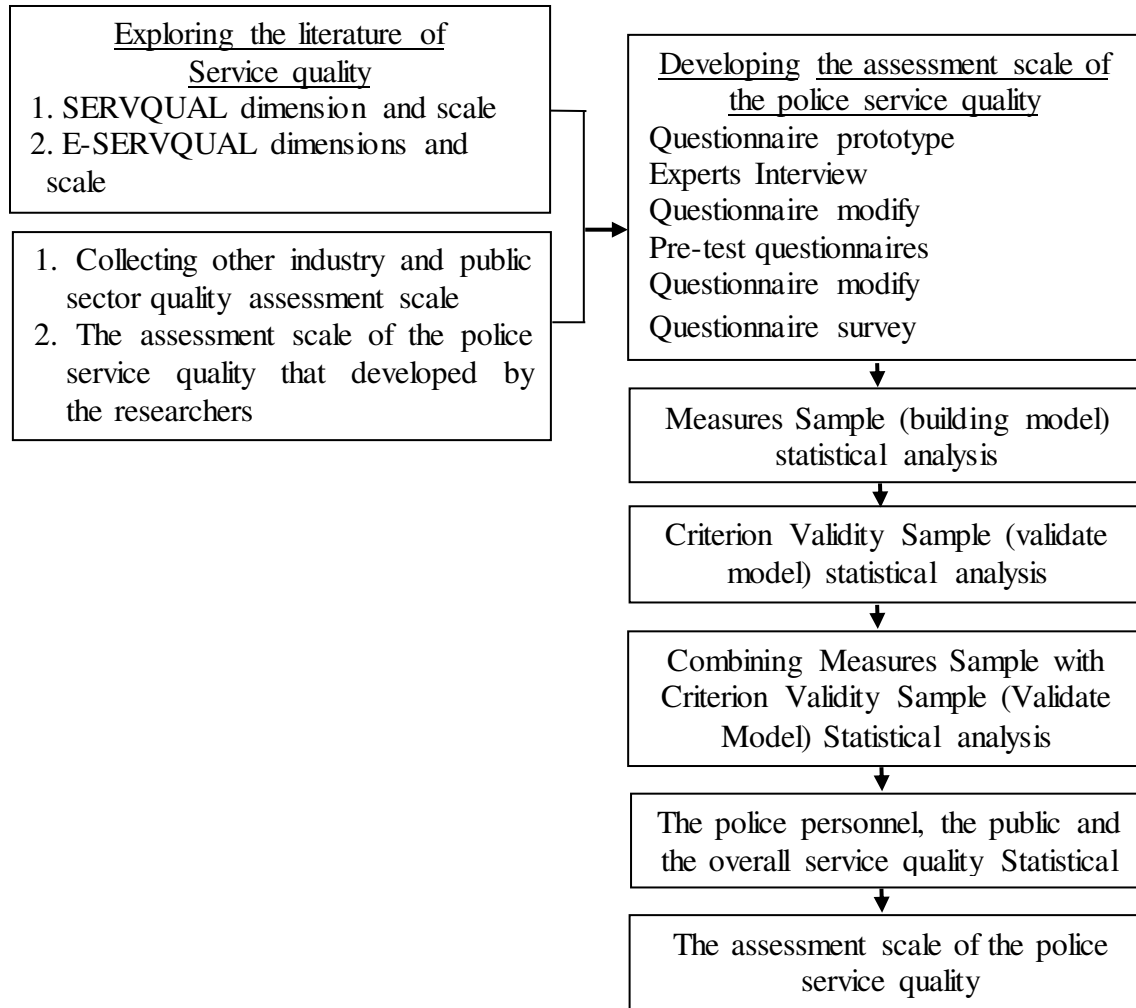 Exploring the literature of
Service quality
1. SERVQUAL dimension and scale
2. E-SERVQUAL dimensions and
scale
1. Collecting other industry and public
sector quality assessment scale
2. The assessment scale of the police
service quality that developed by
the researchers
Developing the assessment scale of
the police service quality
Questionnaire prototype
Experts Interview
Questionnaire modify
Pre-test questionnaires
Questionnaire modify
Questionnaire survey
Measures Sample (building model)
statistical analysis
Criterion Validity Sample (validate
model) statistical analysis
Combining Measures Sample with
Criterion Validity Sample (Validate
Model) Statistical analysis
The police personnel, the public and
the overall service quality Statistical
The assessment scale of the police
service quality